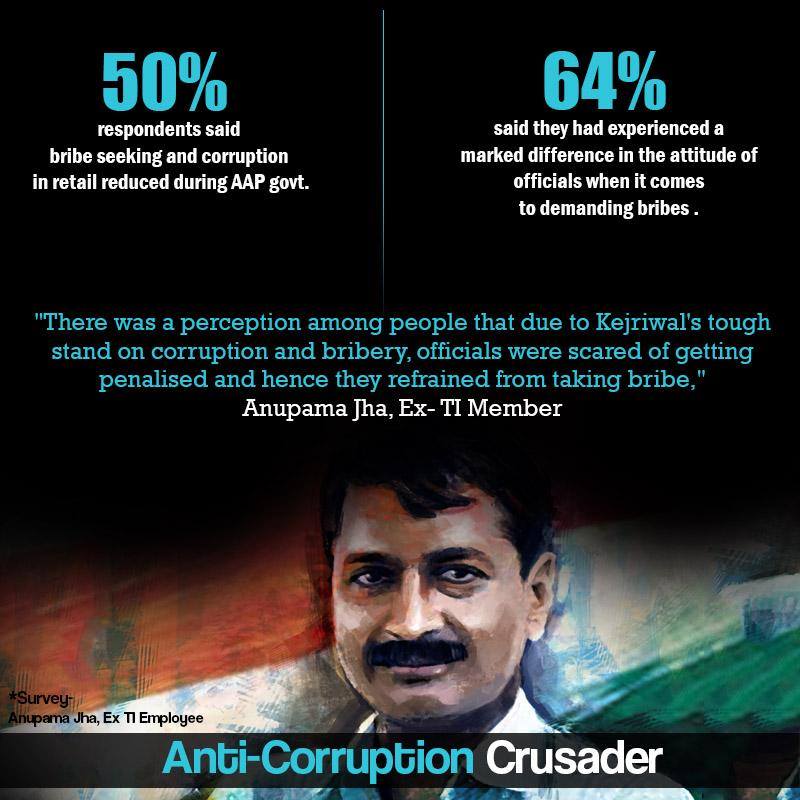 50%
respondents said
bribe seeking and corruption
in retail reduced during AAP govt.
64%
said they had experienced a
marked difference in the attitude of
officials when it comes
to demanding bribes .
"There was a perception among people that due to Kejriwal's tough
stand on corruption and bribery, officials were scared of getting
penalised and hence they refrained from taking bribe,"
Anupama Jha, Ex- TI Member
*Survey-
Anupama Jha, Ex TI Employee
Anti-Corruption Crusader